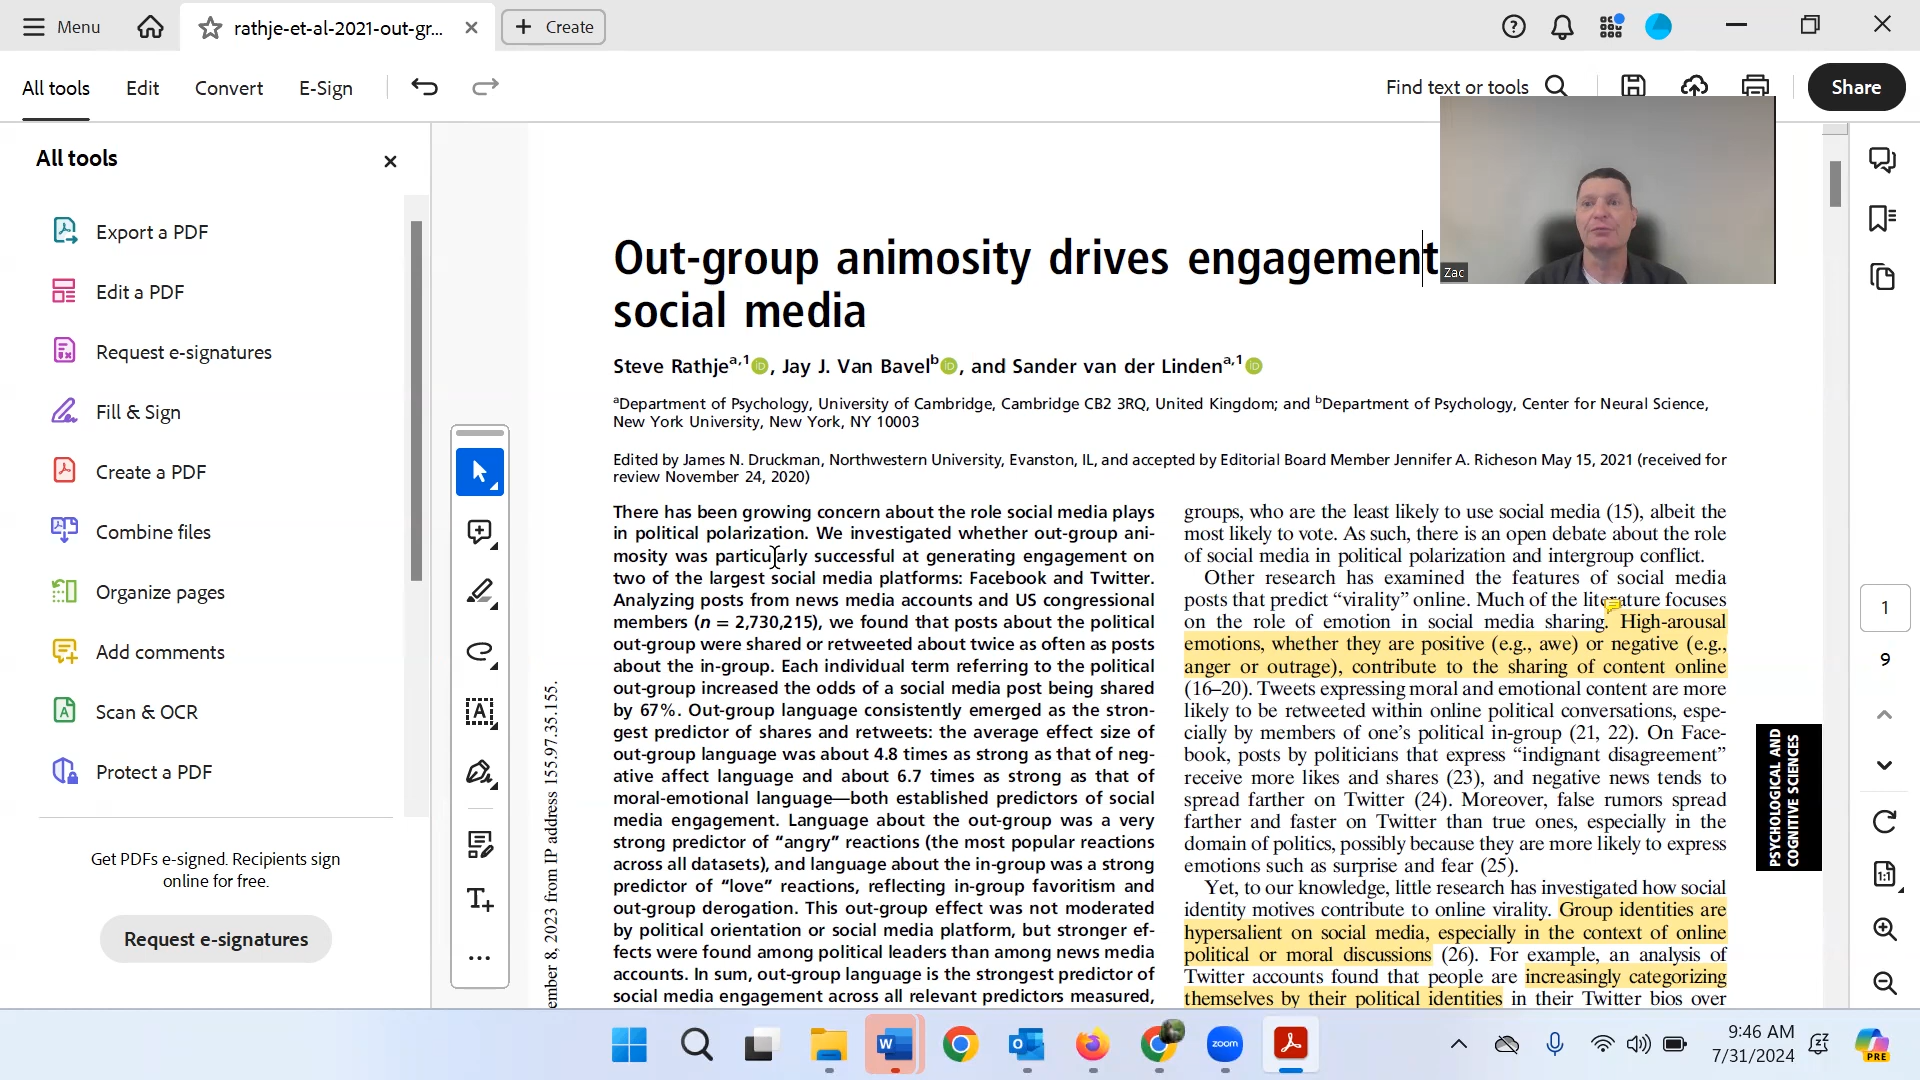 Menu
rathje-et-al-2021-out-gr...
Create
All tools
Edit
Convert
E-Sign
Find text or tools
Share
All tools
Export a PDF
Edit a PDF
Request e-signatures
Fill & Sign
Create a PDF
Combine files
Organize pages
Add comments
Scan & OCR
Protect a PDF
Get PDFs e-signed. Recipients sign
online for free.
Request e-signatures
Zac
Out-group animosity drives engagement
social media
Steve Rathjea,1, Jay J. Van Bavelb, and Sander van der Lindena,1
aDepartment of Psychology, University of Cambridge, Cambridge CB2 3RQ, United Kingdom; and bDepartment of Psychology, Center for Neural Science,
New York University, New York, NY 10003
Edited by James N. Druckman, Northwestern University, Evanston, IL, and accepted by Editorial Board Member Jennifer A. Richeson May 15, 2021 (received for
review November 24, 2020)
There has been growing concern about the role social media plays
in political polarization. We investigated whether out-group ani-
mosity was particularly successful at generating engagement on
two of the largest social media platforms: Facebook and Twitter.
Analyzing posts from news media accounts and US congressional
members (n = 2,730,215), we found that posts about the political
out-group were shared or retweeted about twice as often as posts
about the in-group. Each individual term referring to the political
out-group increased the odds of a social media post being shared
by 67%. Out-group language consistently emerged as the stron-
gest predictor of shares and retweets: the average effect size of
out-group language was about 4.8 times as strong as that of neg-
ative affect language and about 6.7 times as strong as that of
moral-emotional language—both established predictors of social
media engagement. Language about the out-group was a very
strong predictor of “angry” reactions (the most popular reactions
across all datasets), and language about the in-group was a strong
predictor of “love” reactions, reflecting in-group favoritism and
out-group derogation. This out-group effect was not moderated
by political orientation or social media platform, but stronger ef-
fects were found among political leaders than among news media
accounts. In sum, out-group language is the strongest predictor of
social media engagement across all relevant predictors measured,
groups, who are the least likely to use social media (15), albeit the
most likely to vote. As such, there is an open debate about the role
of social media in political polarization and intergroup conflict.
Other research has examined the features of social media
posts that predict “virality” online. Much of the literature focuses
on the role of emotion in social media sharing. High-arousal
emotions, whether they are positive (e.g., awe) or negative (e.g.,
anger or outrage), contribute to the sharing of content online
(16–20). Tweets expressing moral and emotional content are more
likely to be retweeted within online political conversations, espe-
cially by members of one’s political in-group (21, 22). On Face-
book, posts by politicians that express “indignant disagreement”
receive more likes and shares (23), and negative news tends to
spread farther on Twitter (24). Moreover, false rumors spread
farther and faster on Twitter than true ones, especially in the
domain of politics, possibly because they are more likely to express
emotions such as surprise and fear (25).
Yet, to our knowledge, little research has investigated how social
identity motives contribute to online virality. Group identities are
hypersalient on social media, especially in the context of online
political or moral discussions (26). For example, an analysis of
Twitter accounts found that people are increasingly categorizing
themselves by their political identities in their Twitter bios over
ember 8, 2023 from IP address 155.97.35.155.
PSYCHOLOGICAL AND
COGNITIVE SCIENCES
1
9
1:1
W
zoom
9:46 AM
7/31/2024
PRE